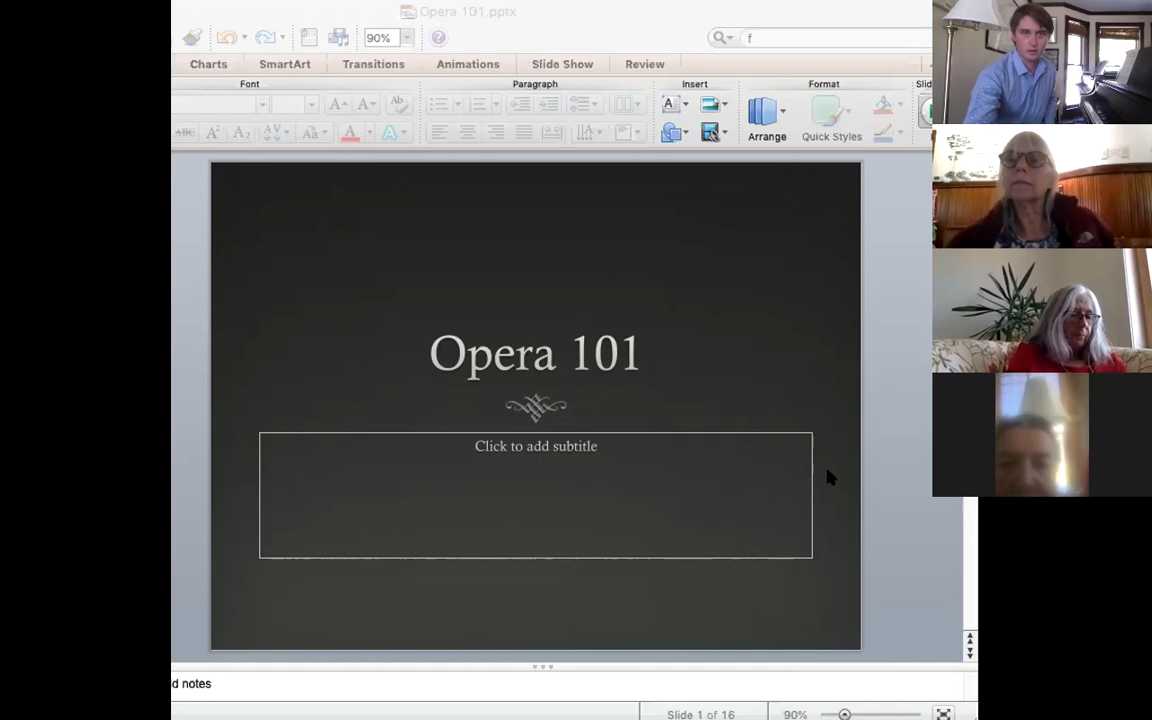 Opera 101.pptx
90%
f
Charts
SmartArt
Transitions
Animations
Slide Show
Review
Font
Paragraph
Insert
Format
Arrange
Quick Styles
Opera 101
Click to add subtitle
d notes
Slide 1 of 16
90%